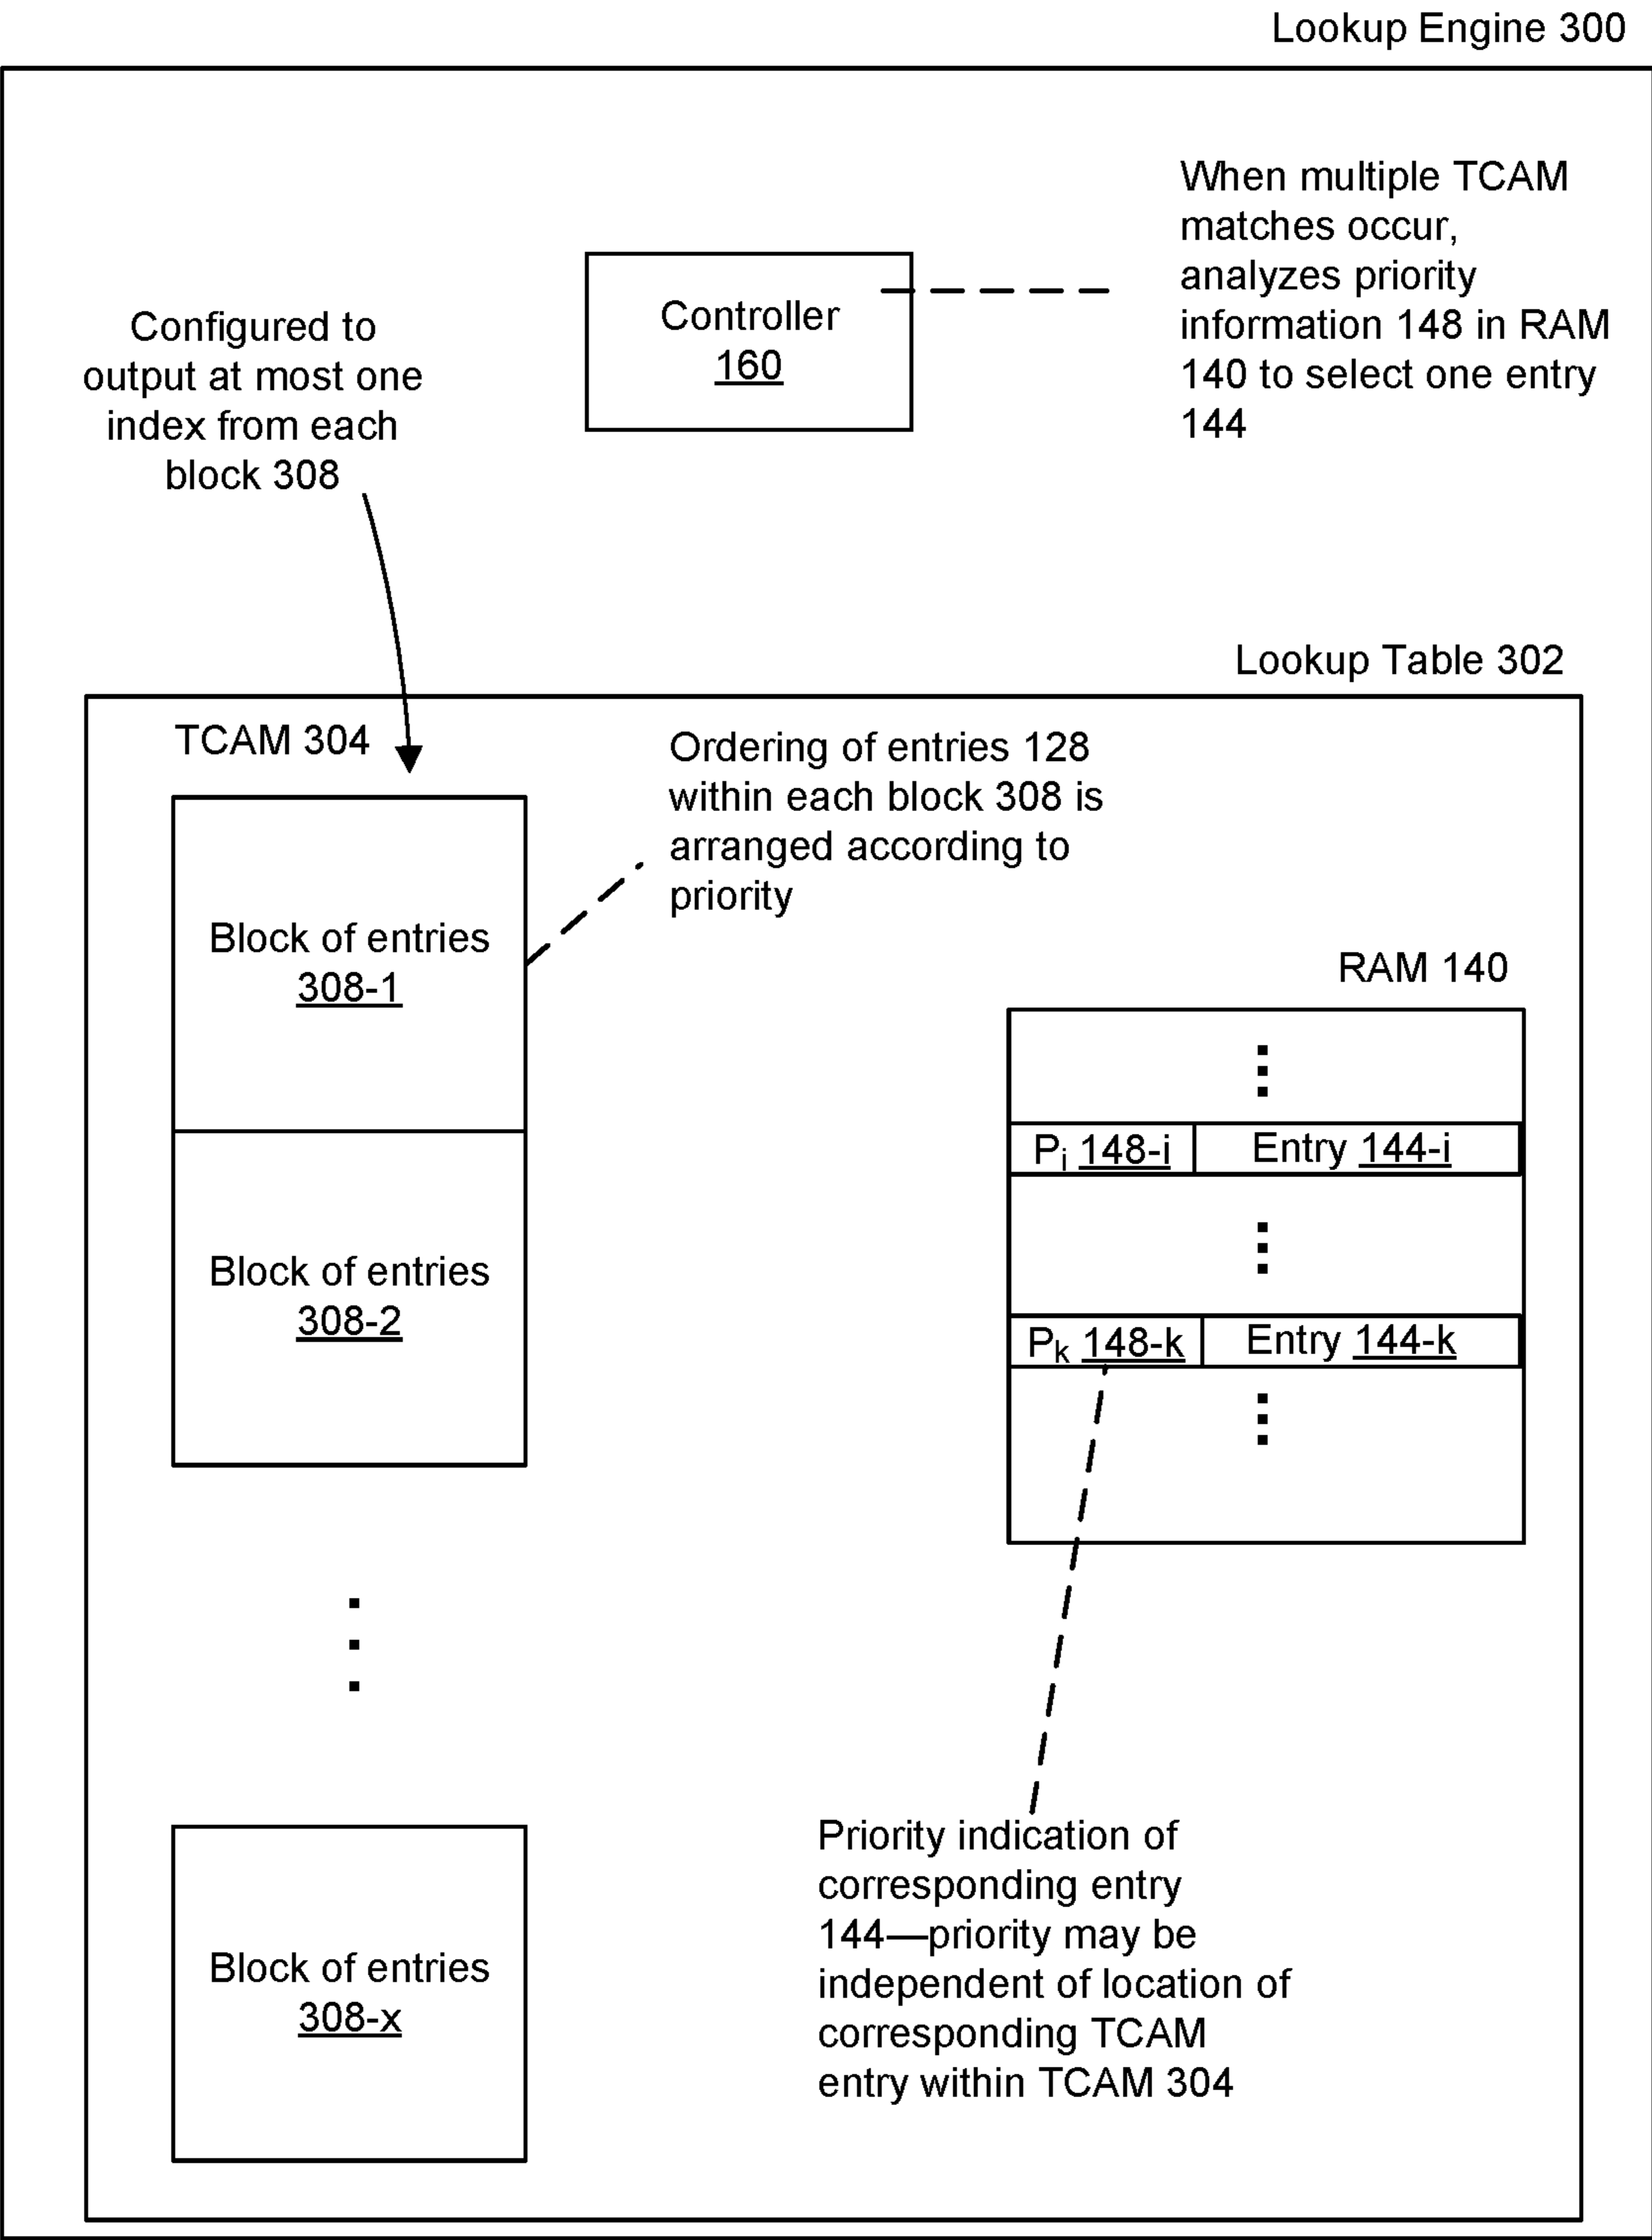 Lookup Engine 300
When multiple TCAM
matches occur,
analyzes priority
information 148 in RAM
140 to select one entry
144
Controller
160
Configured to
output at most one
index from each
block 308
Lookup Table 302
TCAM 304
Ordering of entries 128
within each block 308 is
arranged according to
priority
Block of entries
308-1
RAM 140
Pi 148-i Entry 144-i
Block of entries
308-2
Pk 148-k Entry 144-k
Priority indication of
corresponding entry
144—priority may be
independent of location of
corresponding TCAM
entry within TCAM 304
Block of entries
308-x